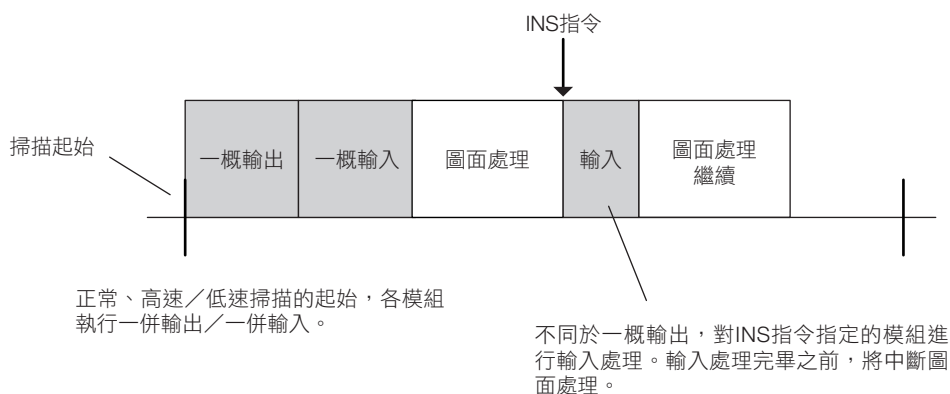 INS指令
掃描起始
一概輸出
一概輸入
圖面處理
輸入
圖面處理
繼續
正常、高速／低速掃描的起始，各模組
執行一併輸出／一併輸入。
不同於一概輸出，對INS指令指定的模組進
行輸入處理。輸入處理完畢之前，將中斷圖
面處理。